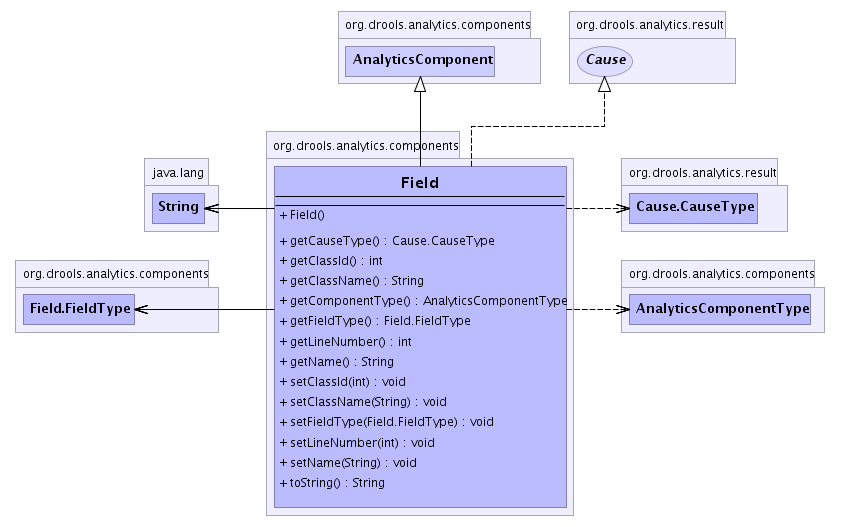 org.drools.analytics.components
AnalyticsComponent
org.drools.analytics.result
Cause
org.drools.analytics.components
java.lang
String
org.drools.analytics.components
Field.FieldType
Field
+ Field()
+ getCauseType() : Cause.CauseType
+ getClassId() : int
+ getClassName() : String
+ getComponentType() : AnalyticsComponentType
+ getFieldType() : Field.FieldType
+ getLineNumber() : int
+ getName() : String
+ setClassId(int) : void
+ setClassName(String) : void
+ setFieldType(Field.FieldType) : void
+ setLineNumber(int) : void
+ setName(String) : void
+ toString() : String
org.drools.analytics.result
Cause.CauseType
org.drools.analytics.components
AnalyticsComponentType